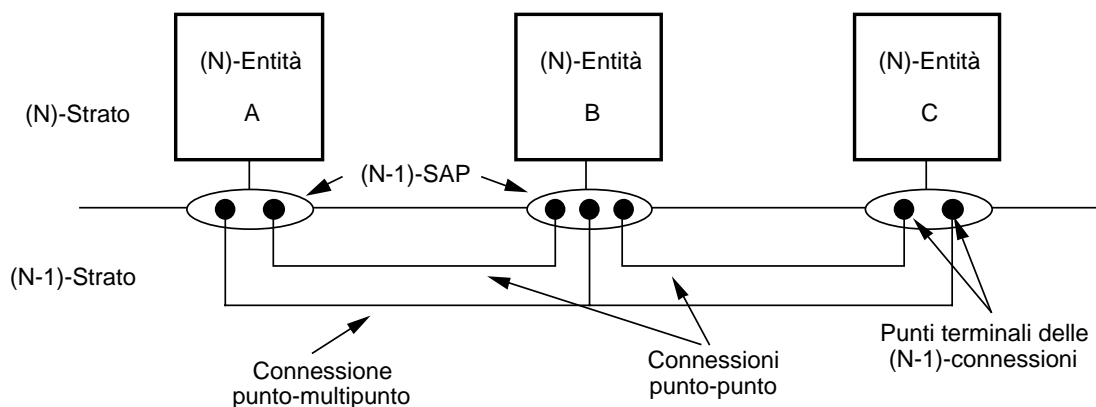 (N)-Entità
A
(N)-Entità
B
(N)-Entità
C
(N)-Strato
(N-1)-SAP
(N-1)-Strato
Connessione
punto-multipunto
Connessioni
punto-punto
Punti terminali delle
(N-1)-connessioni